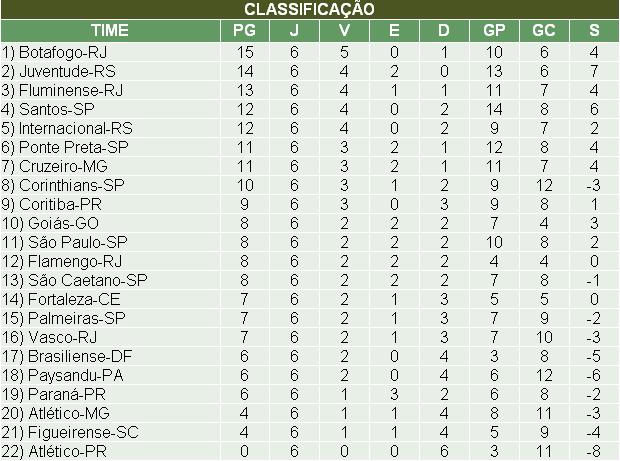 CLASSIFICAÇÃO
TIME PG J V E D GP GC S
1) Botafogo-RJ 15 6 5 0 1 10 6 4
2) Juventude-RS 14 6 4 2 0 13 6 7
3) Fluminense-RJ 13 6 4 1 1 11 7 4
4) Santos-SP 12 6 4 0 2 14 8 6
5) Internacional-RS 12 6 4 0 2 9 7 2
6) Ponte Preta-SP 11 6 3 2 1 12 8 4
7) Cruzeiro-MG 11 6 3 2 1 11 7 4
8) Corinthians-SP 10 6 3 1 2 9 12 -3
9) Coritiba-PR 9 6 3 0 3 9 8 1
10) Goiás-GO 8 6 2 2 2 7 4 3
11) São Paulo-SP 8 6 2 2 2 10 8 2
12) Flamengo-RJ 8 6 2 2 2 4 4 0
13) São Caetano-SP 8 6 2 2 2 7 8 -1
14) Fortaleza-CE 7 6 2 1 3 5 5 0
15) Palmeiras-SP 7 6 2 1 3 7 9 -2
16) Vasco-RJ 7 6 2 1 3 7 10 -3
17) Brasiliense-DF 6 6 2 0 4 3 8 -5
18) Paysandu-PA 6 6 2 0 4 6 12 -6
19) Paraná-PR 6 6 1 3 2 6 8 -2
20) Atlético-MG 4 6 1 1 4 8 11 -3
21) Figueirense-SC 4 6 1 1 4 5 9 -4
22) Atlético-PR 0 6 0 0 6 3 11 -8